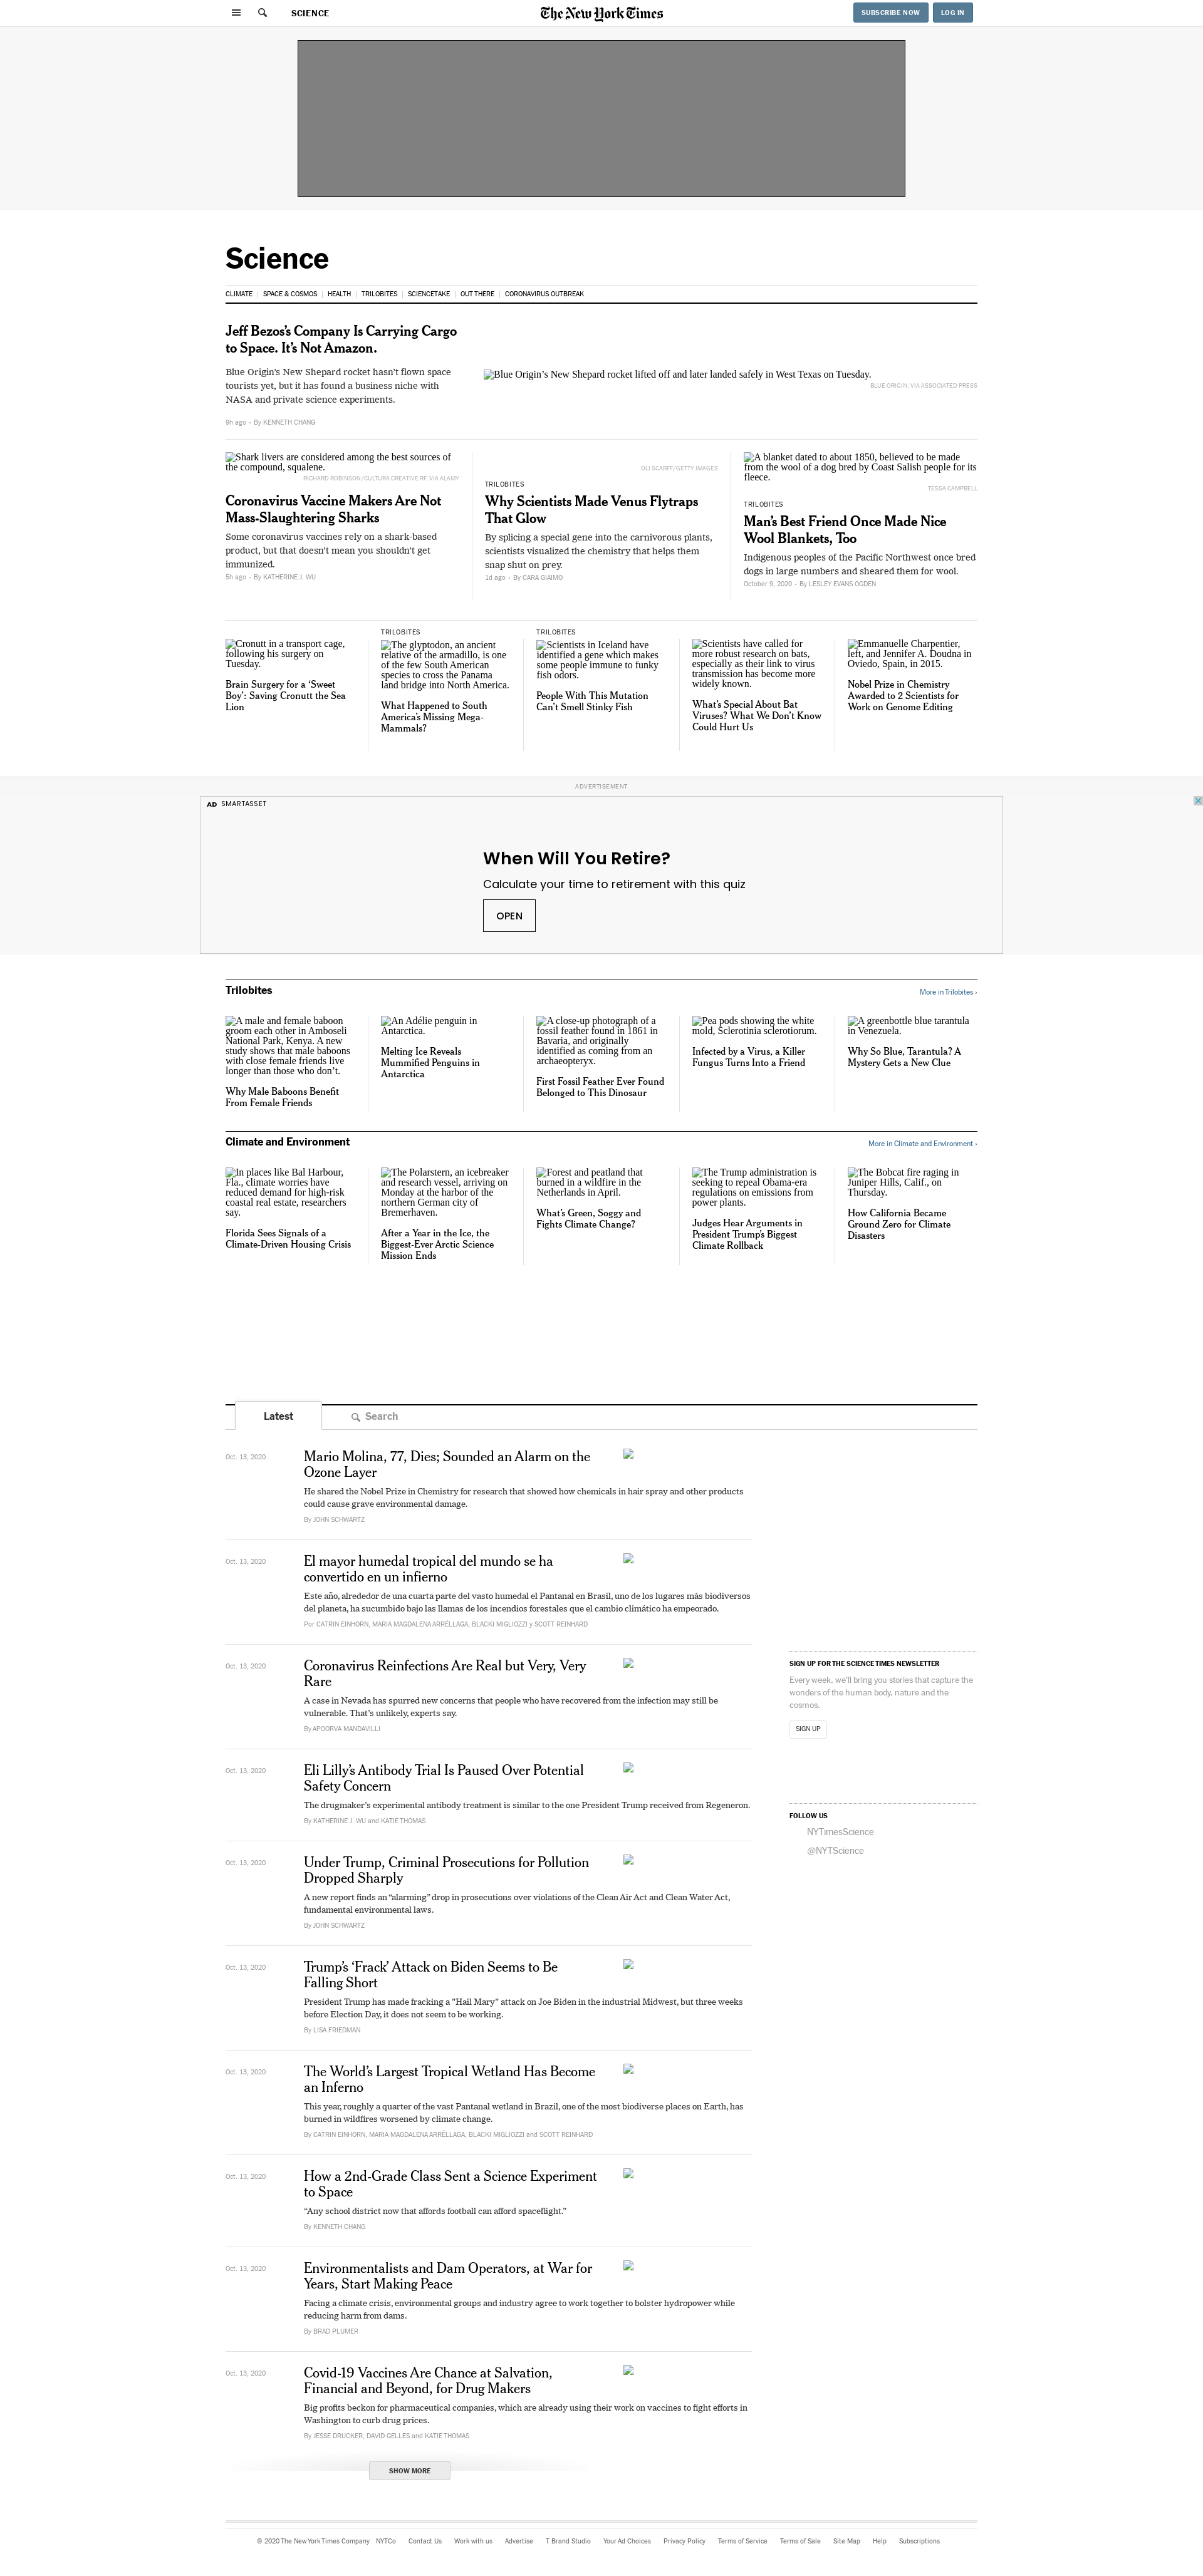 SCIENCE
The New York Times
SUBSCRIBE NOW
LOG IN
Science
CLIMATE | SPACE & COSMOS | HEALTH | TRILOBITES | SCIENCETAKE | OUT THERE | CORONAVIRUS OUTBREAK
Jeff Bezos’s Company Is Carrying Cargo
to Space. It’s Not Amazon.
Blue Origin’s New Shepard rocket hasn’t flown space
tourists yet, but it has found a business niche with
NASA and private science experiments.
9h ago • By KENNETH CHANG
Blue Origin’s New Shepard rocket lifted off and later landed safely in West Texas on Tuesday.
BLUE ORIGIN, VIA ASSOCIATED PRESS
Shark livers are considered among the best sources of
the compound, squalene.
RICHARD ROBINSON/CULTURA CREATIVE RF, VIA ALAMY
Coronavirus Vaccine Makers Are Not
Mass-Slaughtering Sharks
Some coronavirus vaccines rely on a shark-based
product, but that doesn’t mean you shouldn’t get
immunized.
5h ago • By KATHERINE J. WU
OLI SCARFF/GETTY IMAGES
TRILOBITES
Why Scientists Made Venus Flytraps
That Glow
By splicing a special gene into the carnivorous plants,
scientists visualized the chemistry that helps them
snap shut on prey.
1d ago • By CARA GIAIMO
A blanket dated to about 1850, believed to be made
from the wool of a dog bred by Coast Salish people for its
fleece.
TESSA CAMPBELL
TRILOBITES
Man’s Best Friend Once Made Nice
Wool Blankets, Too
Indigenous peoples of the Pacific Northwest once bred
dogs in large numbers and sheared them for wool.
October 9, 2020 • By LESLEY EVANS OGDEN
Cronutt in a transport cage,
following his surgery on
Tuesday.
Brain Surgery for a ‘Sweet
Boy’: Saving Cronutt the Sea
Lion
TRILOBITES
The glyptodon, an ancient
relative of the armadillo, is one
of the few South American
species to cross the Panama
land bridge into North America.
What Happened to South
America’s Missing Mega-
Mammals?
TRILOBITES
Scientists in Iceland have
identified a gene which makes
some people immune to funky
fish odors.
People With This Mutation
Can’t Smell Stinky Fish
Scientists have called for
more robust research on bats,
especially as their link to virus
transmission has become more
widely known.
What’s Special About Bat
Viruses? What We Don’t Know
Could Hurt Us
Emmanuelle Charpentier,
left, and Jennifer A. Doudna in
Oviedo, Spain, in 2015.
Nobel Prize in Chemistry
Awarded to 2 Scientists for
Work on Genome Editing
ADVERTISEMENT
AD SMARTASSET
When Will You Retire?
Calculate your time to retirement with this quiz
OPEN
Trilobites
More in Trilobites ›
A male and female baboon
groom each other in Amboseli
National Park, Kenya. A new
study shows that male baboons
with close female friends live
longer than those who don’t.
Why Male Baboons Benefit
From Female Friends
An Adélie penguin in
Antarctica.
Melting Ice Reveals
Mummified Penguins in
Antarctica
A close-up photograph of a
fossil feather found in 1861 in
Bavaria, and originally
identified as coming from an
archaeopteryx.
First Fossil Feather Ever Found
Belonged to This Dinosaur
Pea pods showing the white
mold, Sclerotinia sclerotiorum.
Infected by a Virus, a Killer
Fungus Turns Into a Friend
A greenbottle blue tarantula
in Venezuela.
Why So Blue, Tarantula? A
Mystery Gets a New Clue
Climate and Environment
More in Climate and Environment ›
In places like Bal Harbour,
Fla., climate worries have
reduced demand for high-risk
coastal real estate, researchers
say.
Florida Sees Signals of a
Climate-Driven Housing Crisis
The Polarstern, an icebreaker
and research vessel, arriving on
Monday at the harbor of the
northern German city of
Bremerhaven.
After a Year in the Ice, the
Biggest-Ever Arctic Science
Mission Ends
Forest and peatland that
burned in a wildfire in the
Netherlands in April.
What’s Green, Soggy and
Fights Climate Change?
The Trump administration is
seeking to repeal Obama-era
regulations on emissions from
power plants.
Judges Hear Arguments in
President Trump’s Biggest
Climate Rollback
The Bobcat fire raging in
Juniper Hills, Calif., on
Thursday.
How California Became
Ground Zero for Climate
Disasters
Latest
Search
Oct. 13, 2020
Mario Molina, 77, Dies; Sounded an Alarm on the
Ozone Layer
He shared the Nobel Prize in Chemistry for research that showed how chemicals in hair spray and other products
could cause grave environmental damage.
By JOHN SCHWARTZ
Oct. 13, 2020
El mayor humedal tropical del mundo se ha
convertido en un infierno
Este año, alrededor de una cuarta parte del vasto humedal el Pantanal en Brasil, uno de los lugares más biodiversos
del planeta, ha sucumbido bajo las llamas de los incendios forestales que el cambio climático ha empeorado.
Por CATRIN EINHORN, MARIA MAGDALENA ARRÉLLAGA, BLACKI MIGLIOZZI y SCOTT REINHARD
Oct. 13, 2020
Coronavirus Reinfections Are Real but Very, Very
Rare
A case in Nevada has spurred new concerns that people who have recovered from the infection may still be
vulnerable. That’s unlikely, experts say.
By APOORVA MANDAVILLI
Oct. 13, 2020
Eli Lilly’s Antibody Trial Is Paused Over Potential
Safety Concern
The drugmaker’s experimental antibody treatment is similar to the one President Trump received from Regeneron.
By KATHERINE J. WU and KATIE THOMAS
Oct. 13, 2020
Under Trump, Criminal Prosecutions for Pollution
Dropped Sharply
A new report finds an “alarming” drop in prosecutions over violations of the Clean Air Act and Clean Water Act,
fundamental environmental laws.
By JOHN SCHWARTZ
Oct. 13, 2020
Trump’s ‘Frack’ Attack on Biden Seems to Be
Falling Short
President Trump has made fracking a “Hail Mary” attack on Joe Biden in the industrial Midwest, but three weeks
before Election Day, it does not seem to be working.
By LISA FRIEDMAN
Oct. 13, 2020
The World’s Largest Tropical Wetland Has Become
an Inferno
This year, roughly a quarter of the vast Pantanal wetland in Brazil, one of the most biodiverse places on Earth, has
burned in wildfires worsened by climate change.
By CATRIN EINHORN, MARIA MAGDALENA ARRÉLLAGA, BLACKI MIGLIOZZI and SCOTT REINHARD
Oct. 13, 2020
How a 2nd-Grade Class Sent a Science Experiment
to Space
“Any school district now that affords football can afford spaceflight.”
By KENNETH CHANG
Oct. 13, 2020
Environmentalists and Dam Operators, at War for
Years, Start Making Peace
Facing a climate crisis, environmental groups and industry agree to work together to bolster hydropower while
reducing harm from dams.
By BRAD PLUMER
Oct. 13, 2020
Covid-19 Vaccines Are Chance at Salvation,
Financial and Beyond, for Drug Makers
Big profits beckon for pharmaceutical companies, which are already using their work on vaccines to fight efforts in
Washington to curb drug prices.
By JESSE DRUCKER, DAVID GELLES and KATIE THOMAS
SHOW MORE
SIGN UP FOR THE SCIENCE TIMES NEWSLETTER
Every week, we’ll bring you stories that capture the
wonders of the human body, nature and the
cosmos.
SIGN UP
FOLLOW US
NYTimesScience
@NYTScience
© 2020 The New York Times Company NYTCo Contact Us Work with us Advertise T Brand Studio Your Ad Choices Privacy Policy Terms of Service Terms of Sale Site Map Help Subscriptions